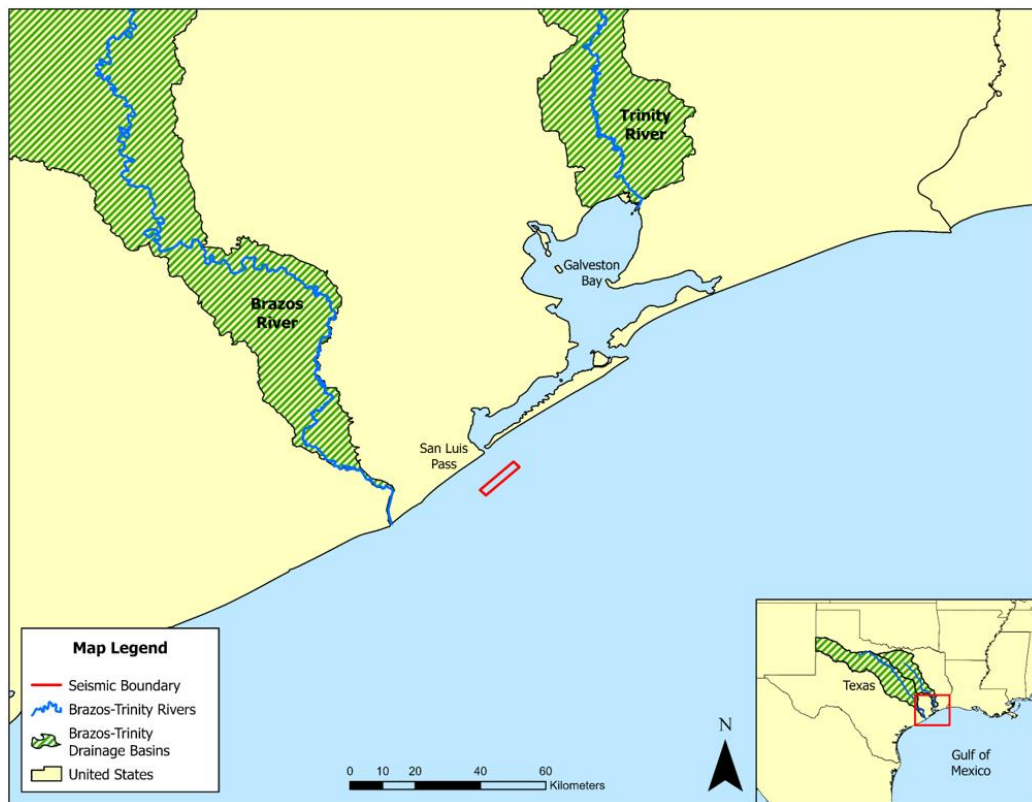 Trinity
River
Galveston
Bay
Brazos
River
San Luis
Pass
Map Legend
Seismic Boundary
Brazos-Trinity Rivers
Brazos-Trinity
Drainage Basins
United States
0 10 20 40 60
Kilometers
N
Texas
Gulf of
Mexico